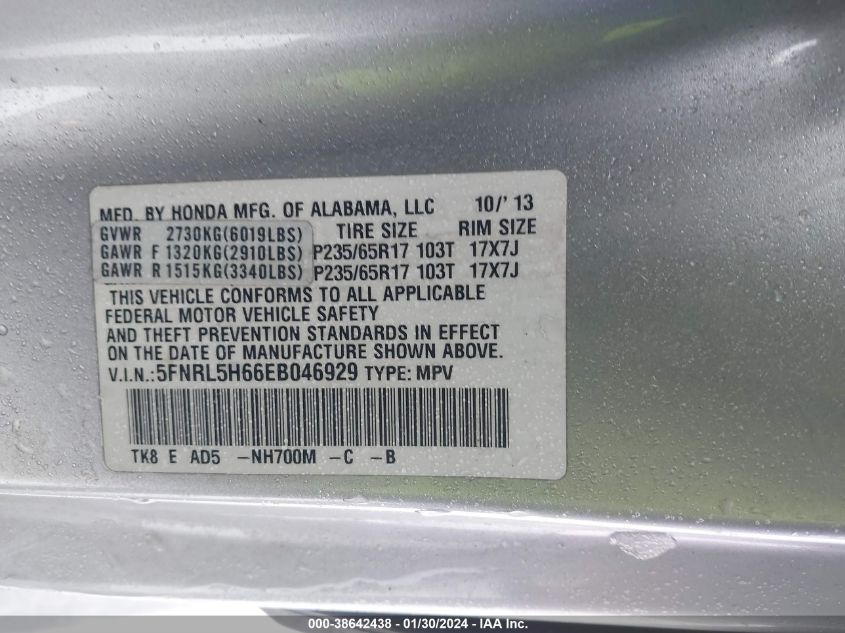 MFD. BY HONDA MFG. OF ALABAMA, LLC 10/'13
GVWR 2730KG(6019LBS) TIRE SIZE RIM SIZE
GAWR F 1320KG(2910LBS) P235/65R17 103T 17X7J
GAWR R 1515KG(3340LBS) P235/65R17 103T 17X7J
THIS VEHICLE CONFORMS TO ALL APPLICABLE
FEDERAL MOTOR VEHICLE SAFETY
AND THEFT PREVENTION STANDARDS IN EFFECT
ON THE DATE OF MANUFACTURE SHOWN ABOVE.
V.I.N.:5FNRL5H66EB046929 TYPE: MPV
TK8 E AD5 -NH700M -C -B
000-38642438 - 01/30/2024 - IAA Inc.